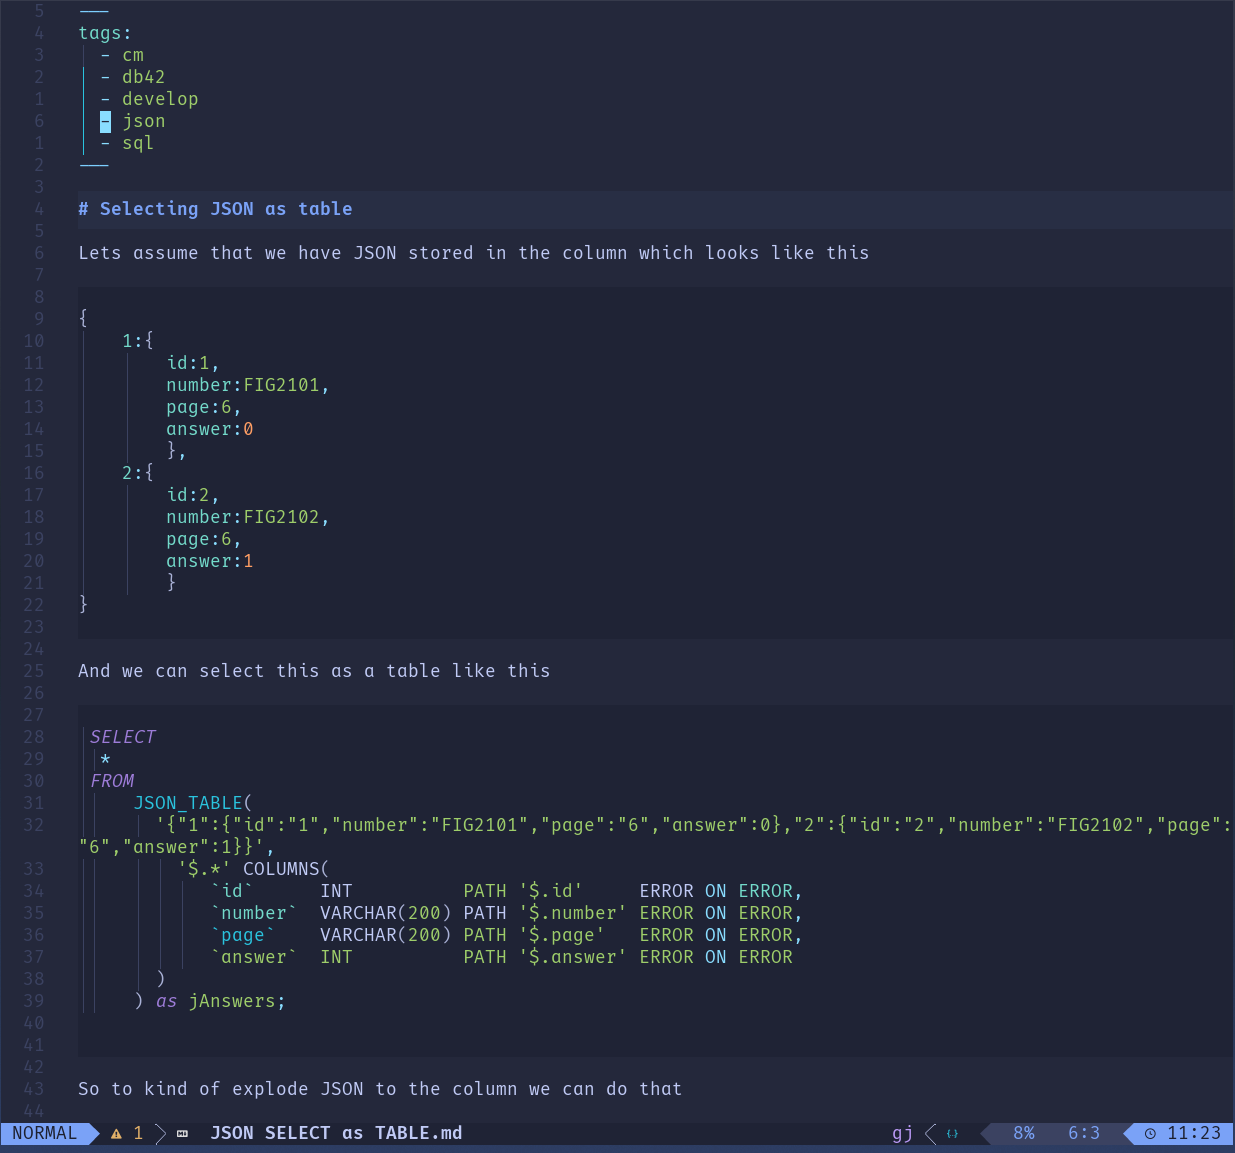 5 ---
4 tags:
3 - cm
2 - db42
1 - develop
6 - json
1 - sql
2 ---
3
4 # Selecting JSON as table
5
6 Lets assume that we have JSON stored in the column which looks like this
7
8
9 {
10 1:{
11 id:1,
12 number:FIG2101,
13 page:6,
14 answer:0
15 },
16 2:{
17 id:2,
18 number:FIG2102,
19 page:6,
20 answer:1
21 }
22 }
23
24
25 And we can select this as a table like this
26
27
28 SELECT
29 *
30 FROM
31 JSON_TABLE(
32 '{"1":{"id":"1","number":"FIG2101","page":"6","answer":0},"2":{"id":"2","number":"FIG2102","page":
"6","answer":1}}',
33 '$.*' COLUMNS(
34 `id` INT PATH '$.id' ERROR ON ERROR,
35 `number` VARCHAR(200) PATH '$.number' ERROR ON ERROR,
36 `page` VARCHAR(200) PATH '$.page' ERROR ON ERROR,
37 `answer` INT PATH '$.answer' ERROR ON ERROR
38 )
39 ) as jAnswers;
40
41
42
43 So to kind of explode JSON to the column we can do that
44
NORMAL 1 JSON SELECT as TABLE.md gj 8% 6:3 11:23